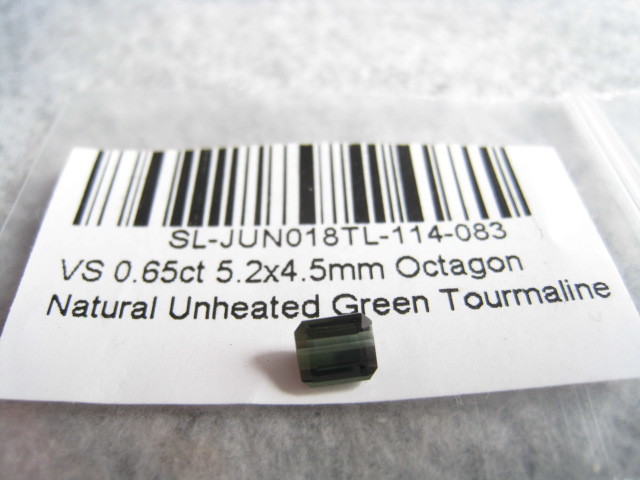 SL-JUN018TL-114-083
VS 0.65ct 5.2x4.5mm Octagon
Natural Unheated Green Tourmaline